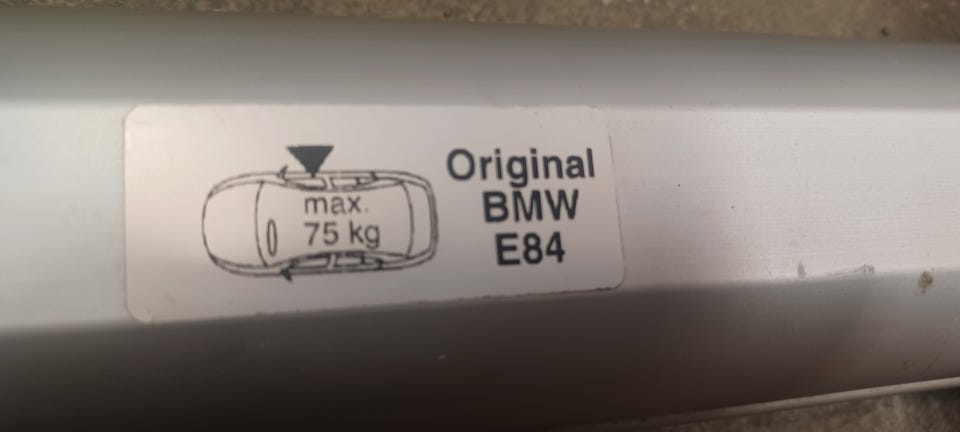 max.
75 kg
Original
BMW
E84